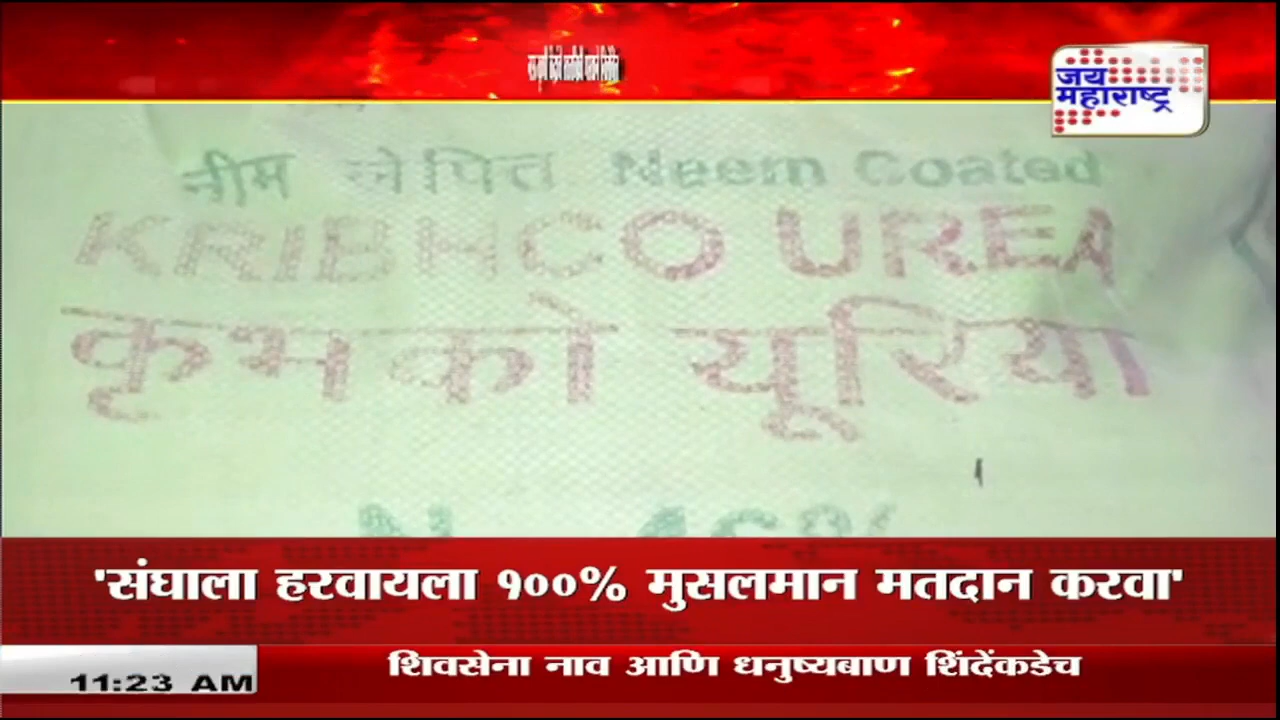 जय
महाराष्ट्र
नीम लेपित Neem Coated
KRIBHCO UREA
कृभको यूरिया
N 46%
'संघाला हरवायला १००% मुसलमान मतदान करवा'
शिवसेना नाव आणि धनुष्यबाण शिंदेंकडेच
11:23 AM